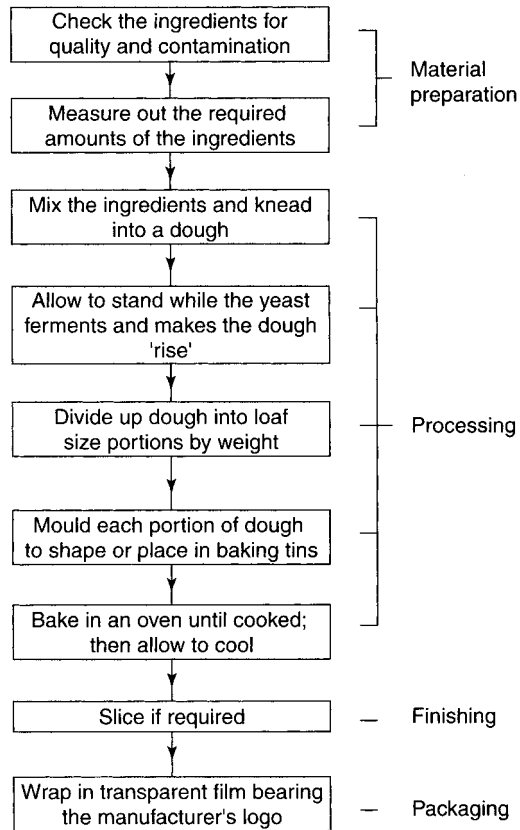 Check the ingredients for
quality and contamination
Material
preparation
Measure out the required
amounts of the ingredients
Mix the ingredients and knead
into a dough
Allow to stand while the yeast
ferments and makes the dough
'rise'
Divide up dough into loaf
size portions by weight
Processing
Mould each portion of dough
to shape or place in baking tins
Bake in an oven until cooked;
then allow to cool
Slice if required
Finishing
Wrap in transparent film bearing
the manufacturer's logo
Packaging